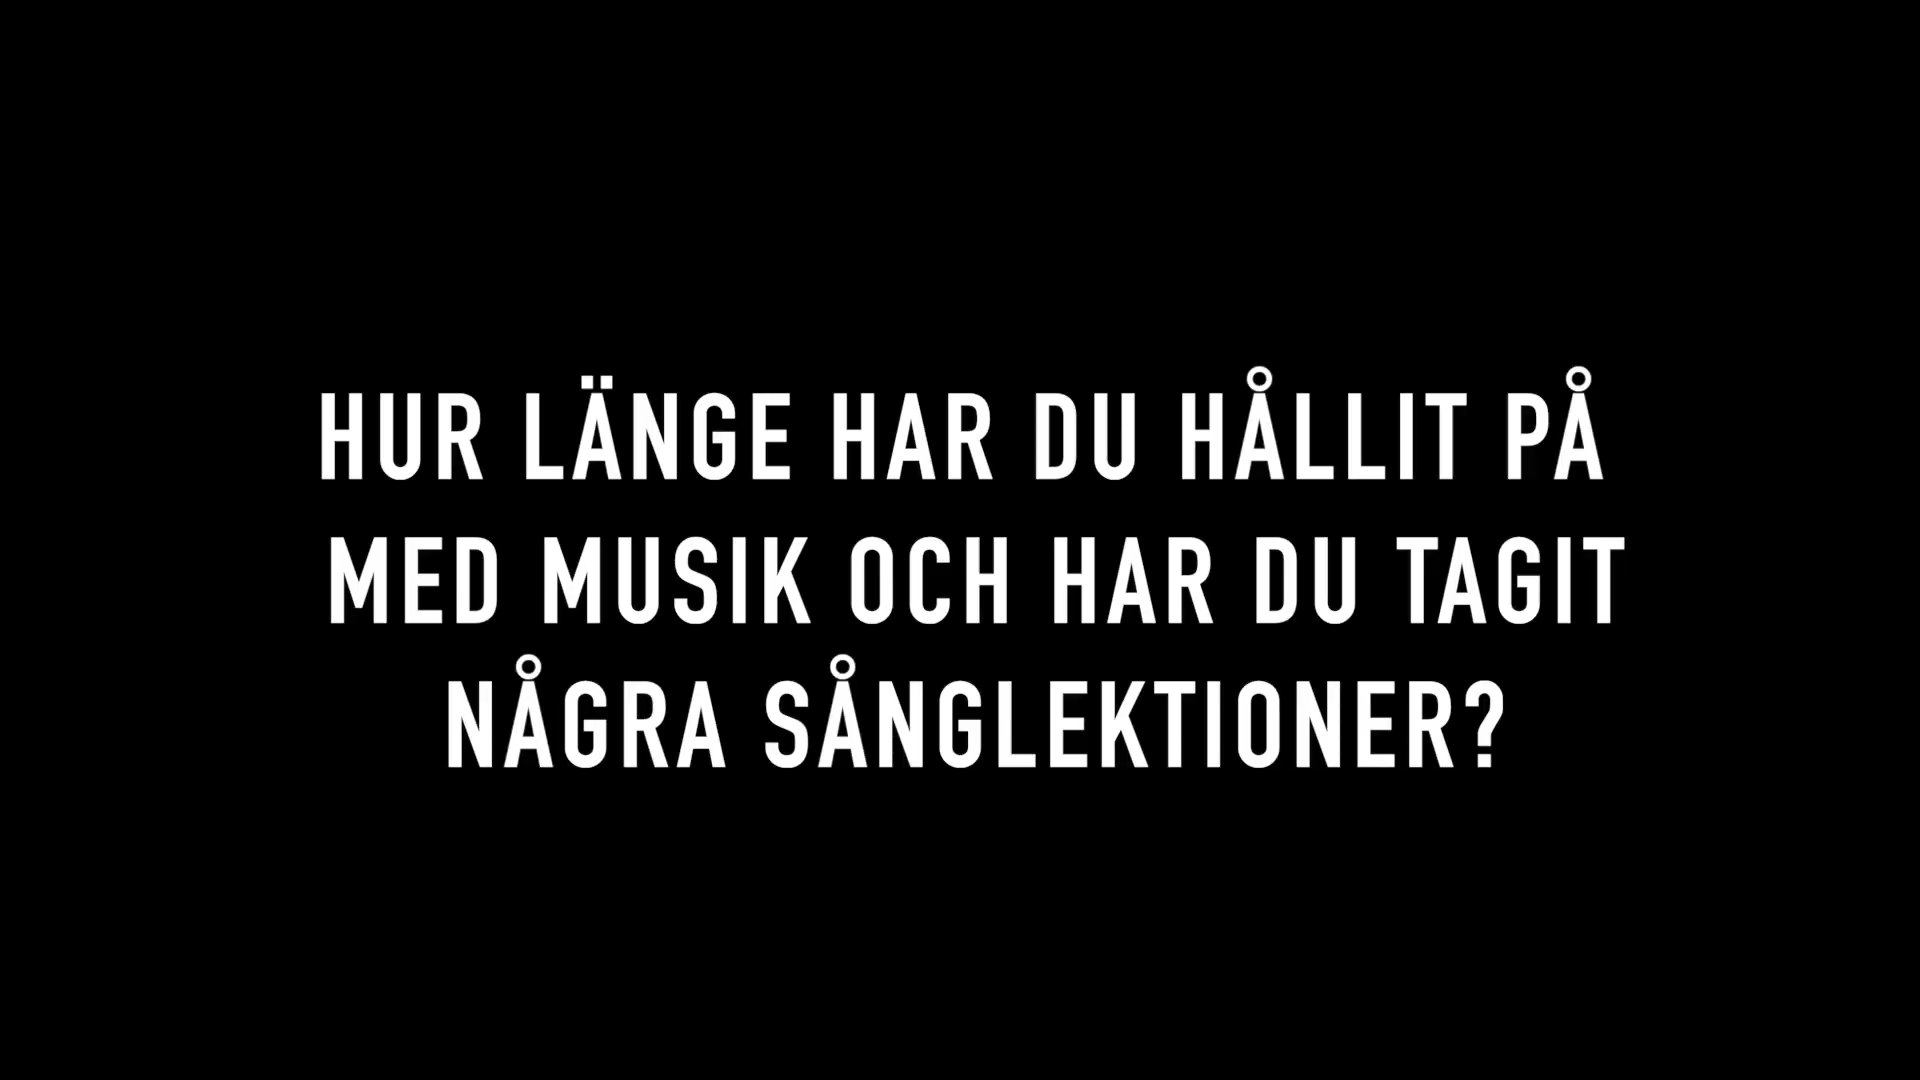 HUR LÄNGE HAR DU HÅLLIT PÅ
MED MUSIK OCH HAR DU TAGIT
NÅGRA SÅNGLEKTIONER?